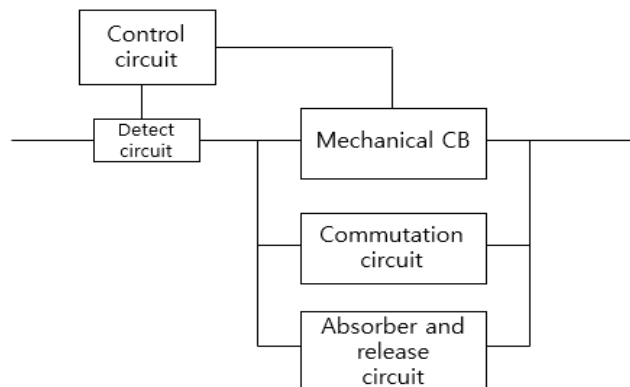 Control
circuit
Detect
circuit
Mechanical CB
Commutation
circuit
Absorber and
release
circuit